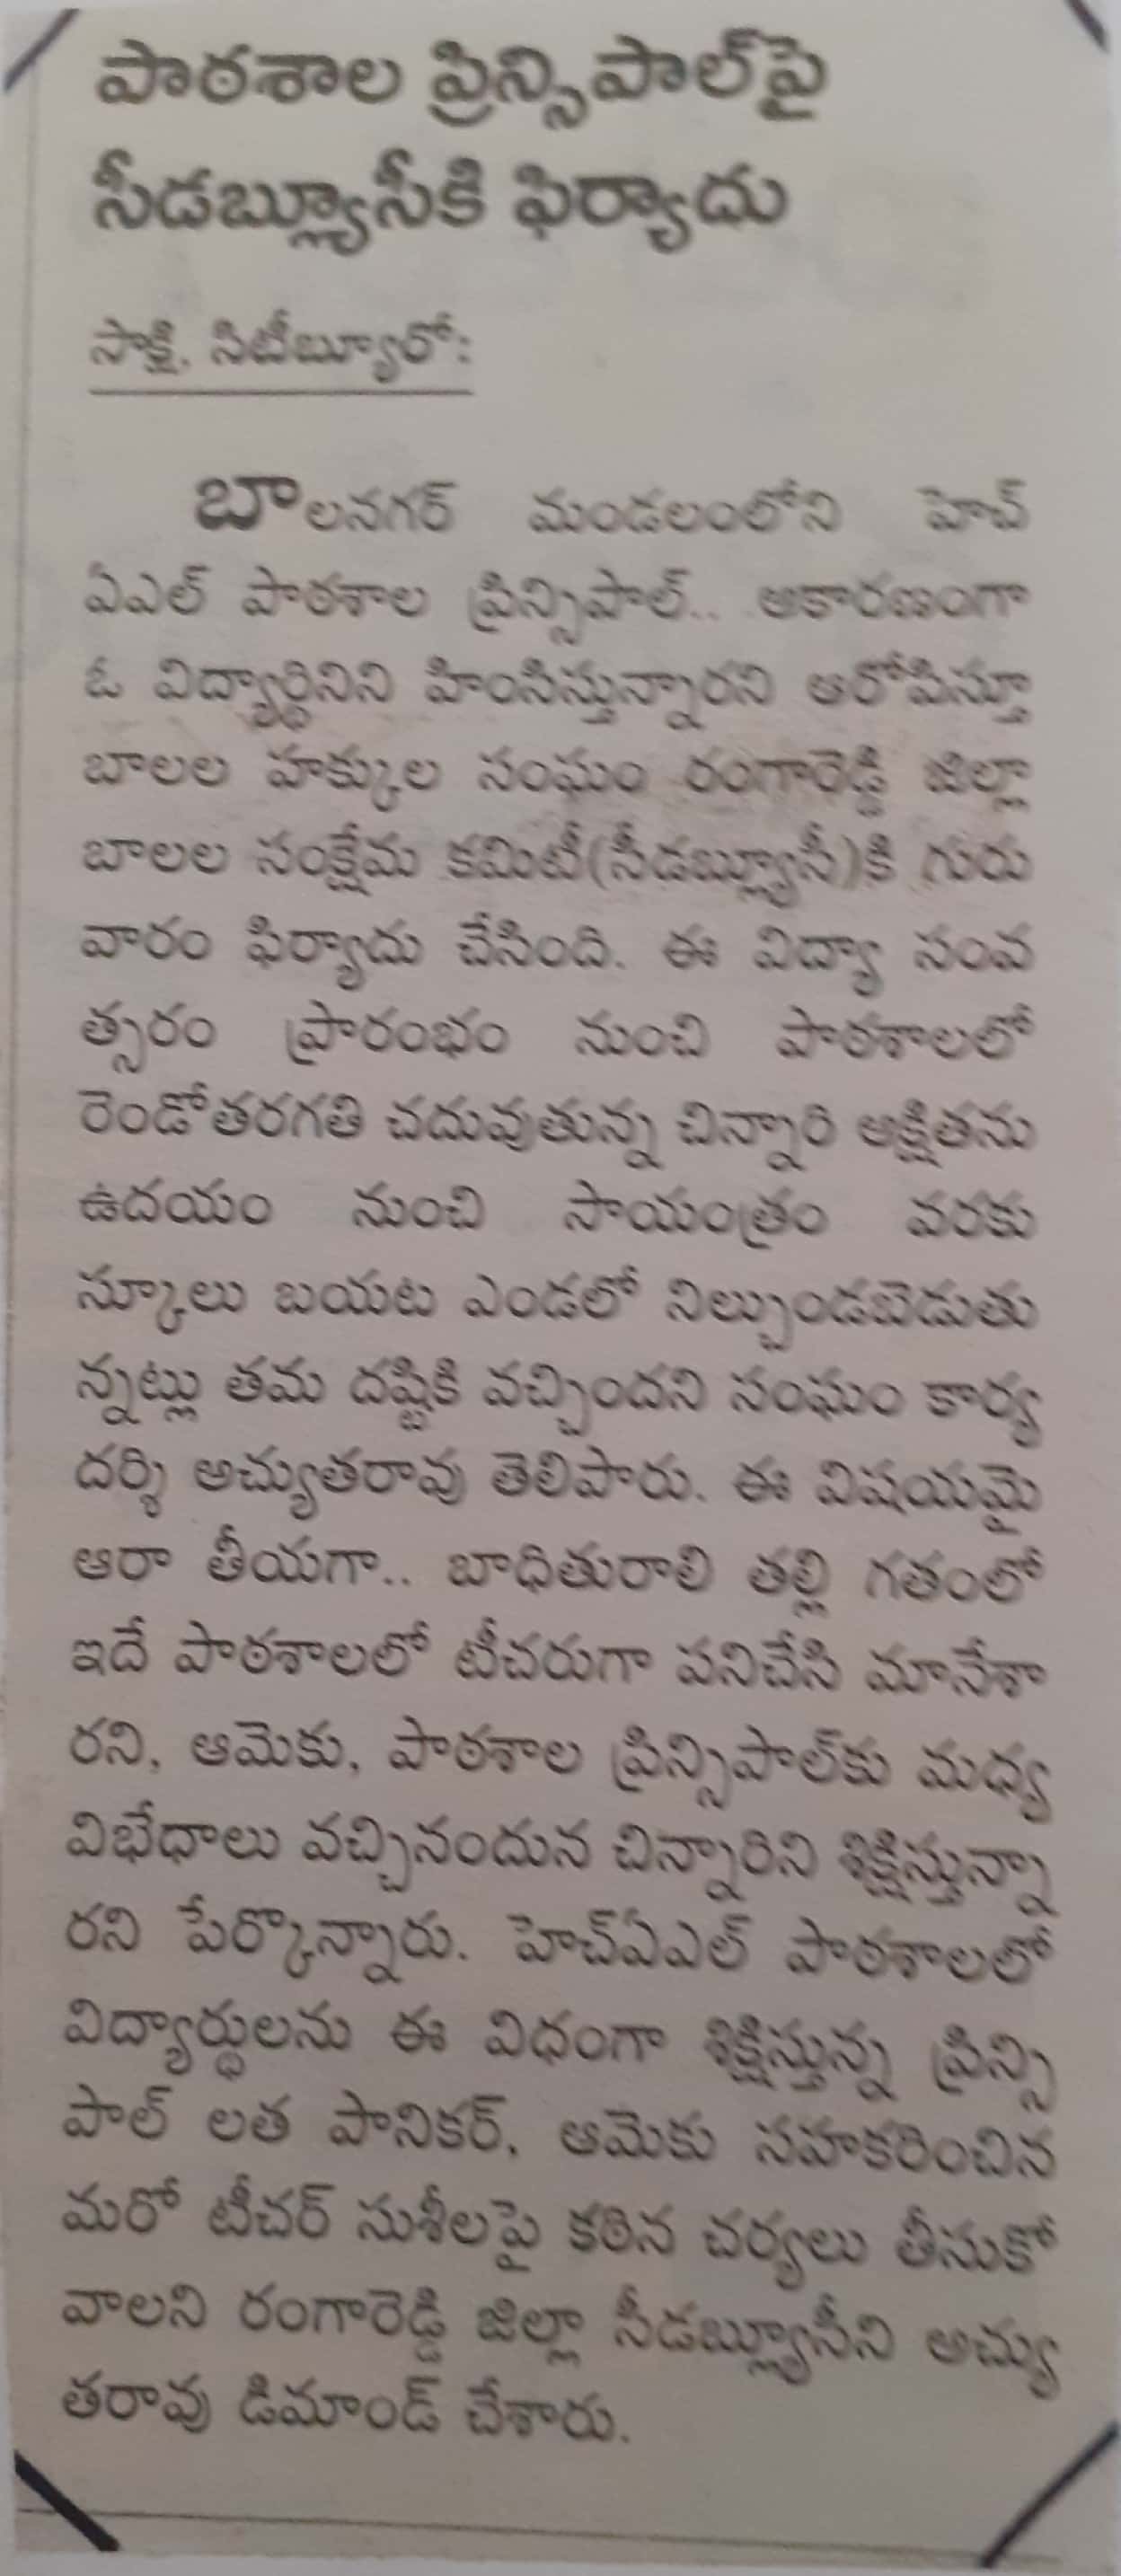 పాఠశాల ప్రిన్సిపాల్‌పై
సీడబ్ల్యూసీకి ఫిర్యాదు
సాక్షి, సిటీబ్యూరో:
బాలనగర్ మండలంలోని హెచ్
ఏఎల్ పాఠశాల ప్రిన్సిపాల్.. అకారణంగా
ఓ విద్యార్థినిని హింసిస్తున్నారని ఆరోపిస్తూ
బాలల హక్కుల సంఘం రంగారెడ్డి జిల్లా
బాలల సంక్షేమ కమిటీ(సీడబ్ల్యూసీ)కి గురు
వారం ఫిర్యాదు చేసింది. ఈ విద్యా సంవ
త్సరం ప్రారంభం నుంచి పాఠశాలలో
రెండోతరగతి చదువుతున్న చిన్నారి అక్షితను
ఉదయం నుంచి సాయంత్రం వరకు
స్కూలు బయట ఎండలో నిల్చుండబెడుతు
న్నట్లు తమ దష్టికి వచ్చిందని సంఘం కార్య
దర్శి అచ్యుతరావు తెలిపారు. ఈ విషయమై
ఆరా తీయగా.. బాధితురాలి తల్లి గతంలో
ఇదే పాఠశాలలో టీచరుగా పనిచేసి మానేశా
రని, ఆమెకు, పాఠశాల ప్రిన్సిపాల్‌కు మధ్య
విభేధాలు వచ్చినందున చిన్నారిని శిక్షిస్తున్నా
రని పేర్కొన్నారు. హెచ్‌ఏఎల్ పాఠశాలలో
విద్యార్థులను ఈ విధంగా శిక్షిస్తున్న ప్రిన్సి
పాల్ లత పానికర్, ఆమెకు సహకరించిన
మరో టీచర్ సుశీలపై కఠిన చర్యలు తీసుకో
వాలని రంగారెడ్డి జిల్లా సీడబ్ల్యూసీని అచ్యు
తరావు డిమాండ్ చేశారు.